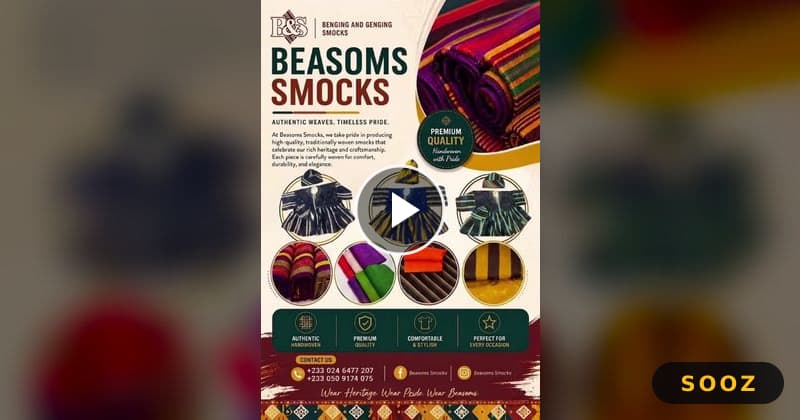 B&S
BENGING AND GENGING
SMOCKS
BEASOMS
SMOCKS
AUTHENTIC WEAVES. TIMELESS PRIDE.
At Beasoms Smocks, we take pride in producing
high-quality, traditionally woven smocks that
celebrate our rich heritage and craftsmanship.
Each piece is carefully woven for comfort,
durability, and elegance.
PREMIUM
QUALITY
Handwoven
with Pride
AUTHENTIC
HANDWOVEN
PREMIUM
QUALITY
COMFORTABLE
& STYLISH
PERFECT FOR
EVERY OCCASION
CONTACT US
+233 024 6477 207
+233 050 9174 075
Beasoms Smocks
Beasoms Smocks
Wear Heritage. Wear Pride. Wear Beasoms.
SOOZ